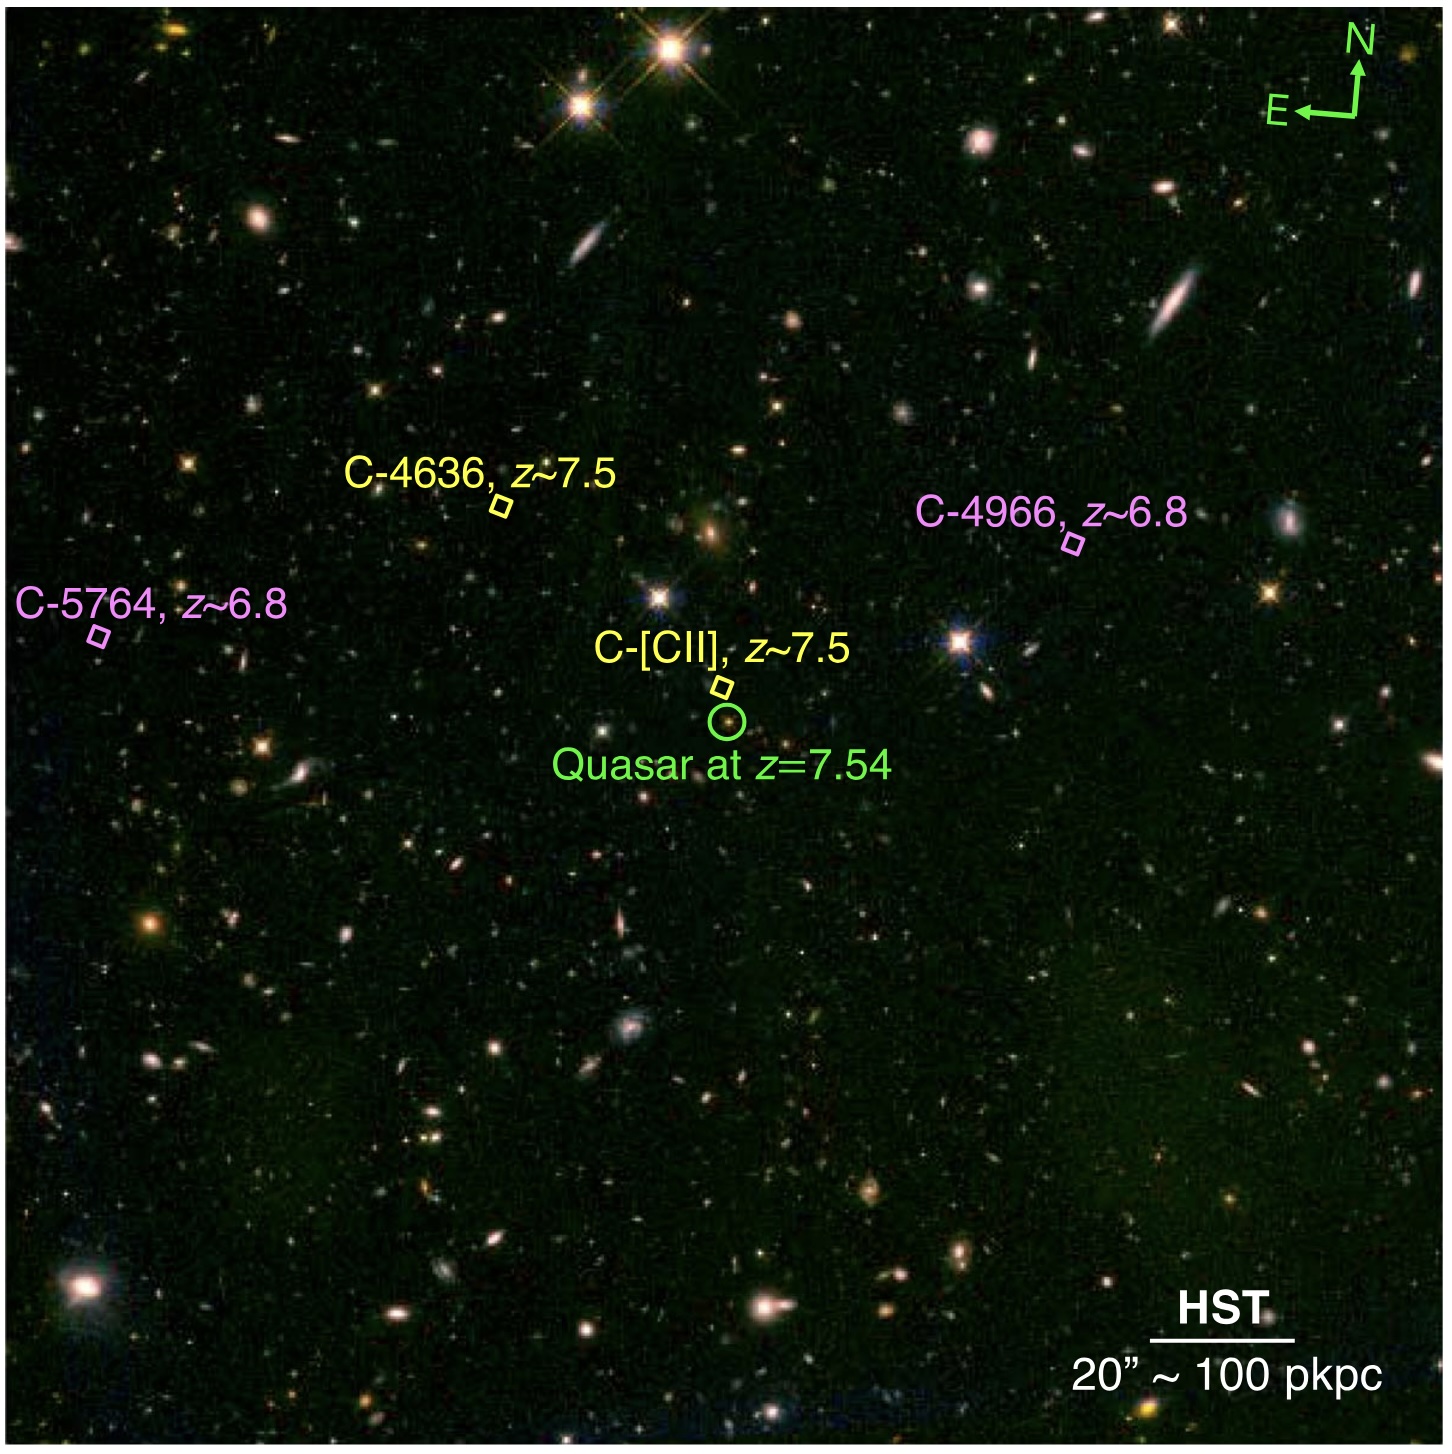 N
E
C-4636, z~7.5
C-4966, z~6.8
C-5764, z~6.8
C-[CII], z~7.5
Quasar at z=7.54
HST
20” ~ 100 pkpc